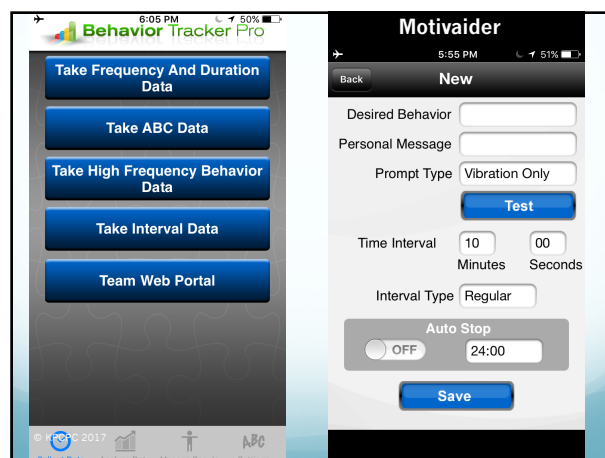 6:05 PM
50%
Behavior Tracker Pro
Take Frequency And Duration
Data
Take ABC Data
Take High Frequency Behavior
Data
Take Interval Data
Team Web Portal
© KPCPC 2017
ABC
Motivaider
5:55 PM
51%
Back
New
Desired Behavior
Personal Message
Prompt Type
Vibration Only
Test
Time Interval
10
00
Minutes
Seconds
Interval Type
Regular
Auto Stop
OFF
24:00
Save